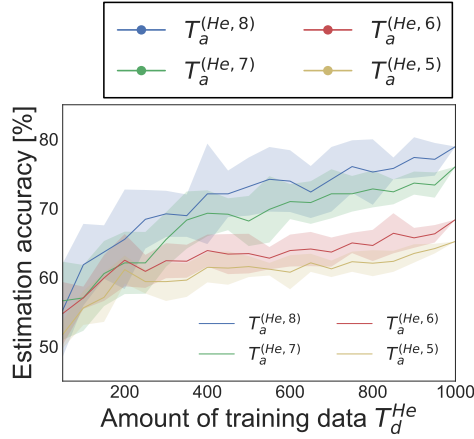 T_a^(He, 8) T_a^(He, 6)
T_a^(He, 7) T_a^(He, 5)
Estimation accuracy [%]
80
70
60
50
T_a^(He, 8) T_a^(He, 6)
T_a^(He, 7) T_a^(He, 5)
200 400 600 800 1000
Amount of training data T_d^He